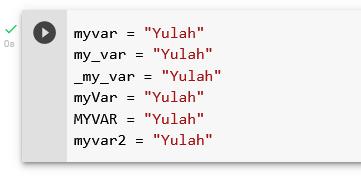 0s
myvar = "Yulah"
my_var = "Yulah"
_my_var = "Yulah"
myVar = "Yulah"
MYVAR = "Yulah"
myvar2 = "Yulah"